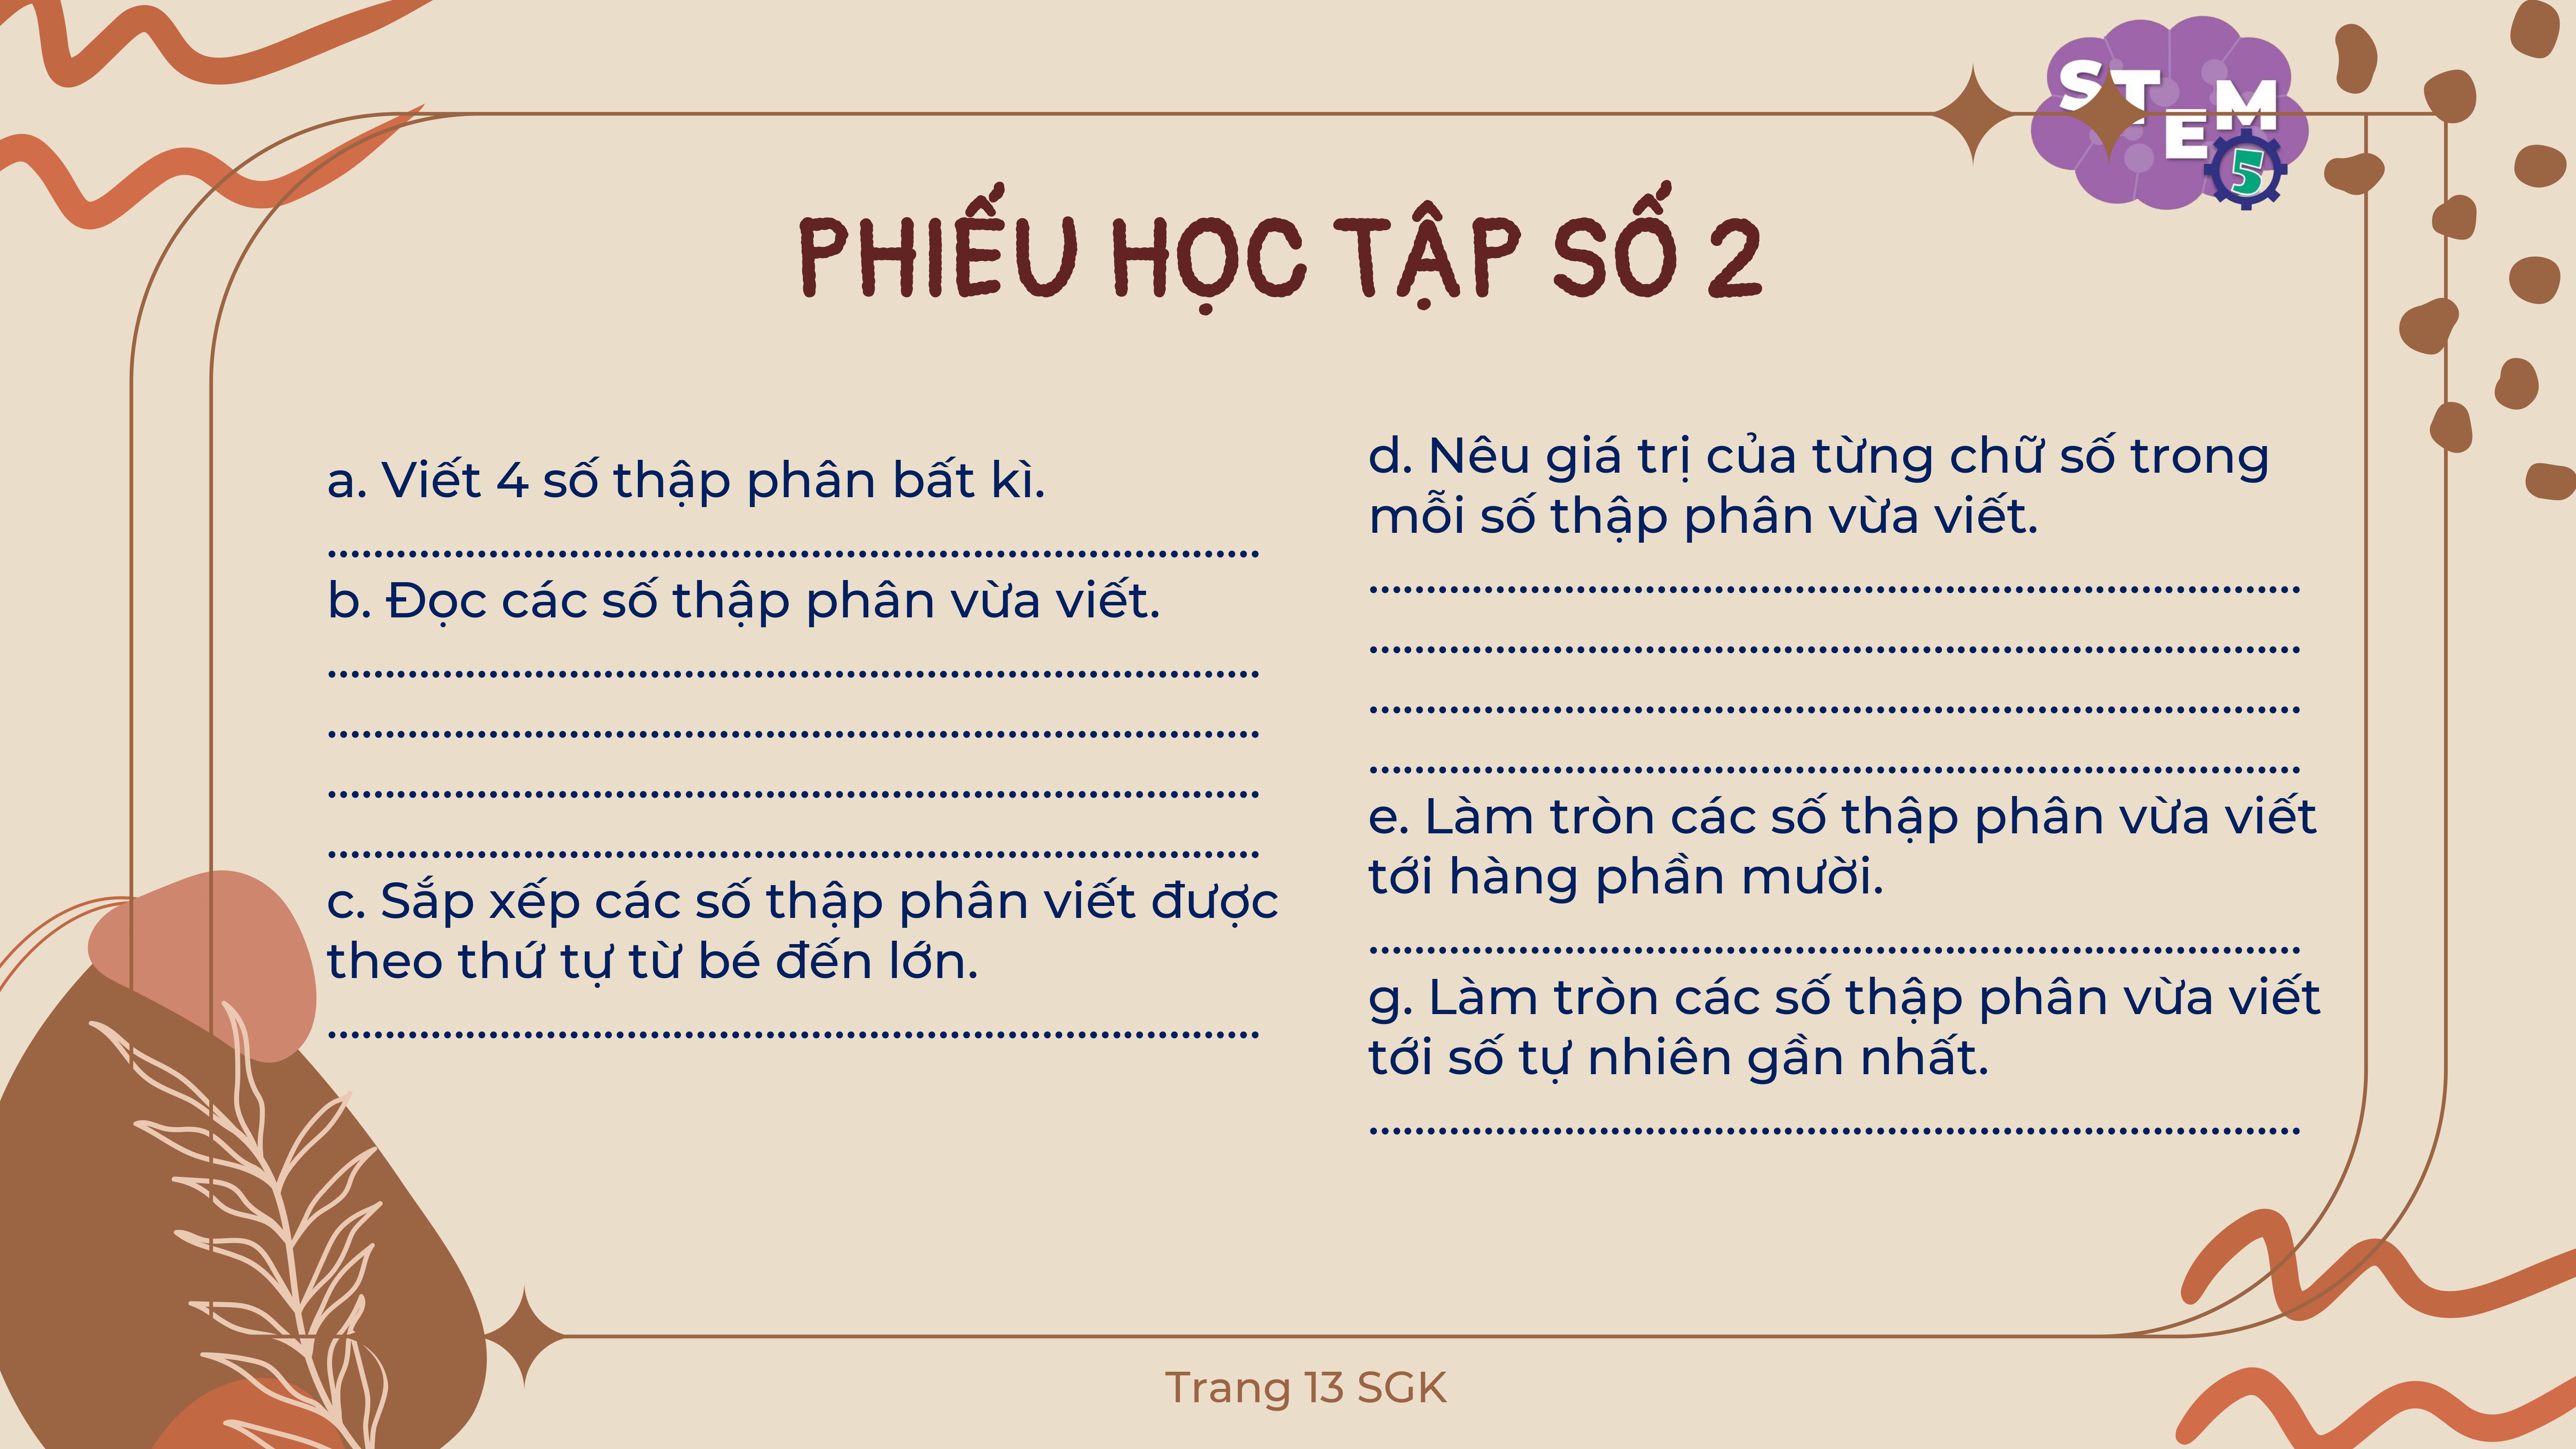 STEM
5
PHIẾU HỌC TẬP SỐ 2
a. Viết 4 số thập phân bất kì.
................................................................................
b. Đọc các số thập phân vừa viết.
................................................................................
................................................................................
................................................................................
................................................................................
c. Sắp xếp các số thập phân viết được
theo thứ tự từ bé đến lớn.
................................................................................
d. Nêu giá trị của từng chữ số trong
mỗi số thập phân vừa viết.
................................................................................
................................................................................
................................................................................
................................................................................
e. Làm tròn các số thập phân vừa viết
tới hàng phần mười.
................................................................................
g. Làm tròn các số thập phân vừa viết
tới số tự nhiên gần nhất.
................................................................................
Trang 13 SGK